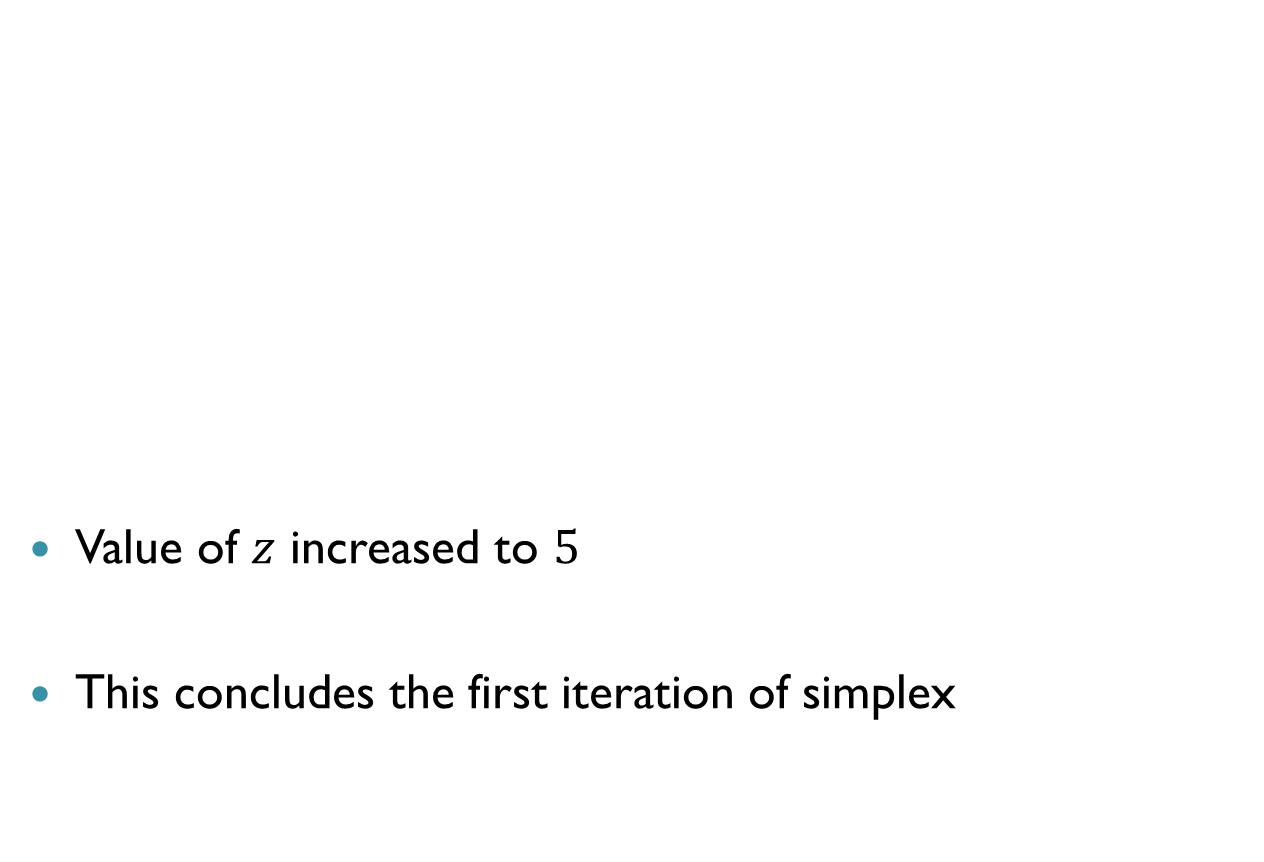 • Value of z increased to 5
• This concludes the first iteration of simplex